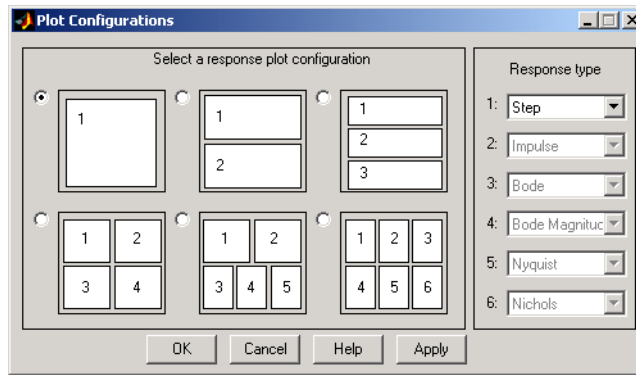 Plot Configurations
Select a response plot configuration
1
1
2
1
2
3
1 2
3 4
1 2
3 4 5
1 2 3
4 5 6
Response type
1: Step
2: Impulse
3: Bode
4: Bode Magnituc
5: Nyquist
6: Nichols
OK Cancel Help Apply